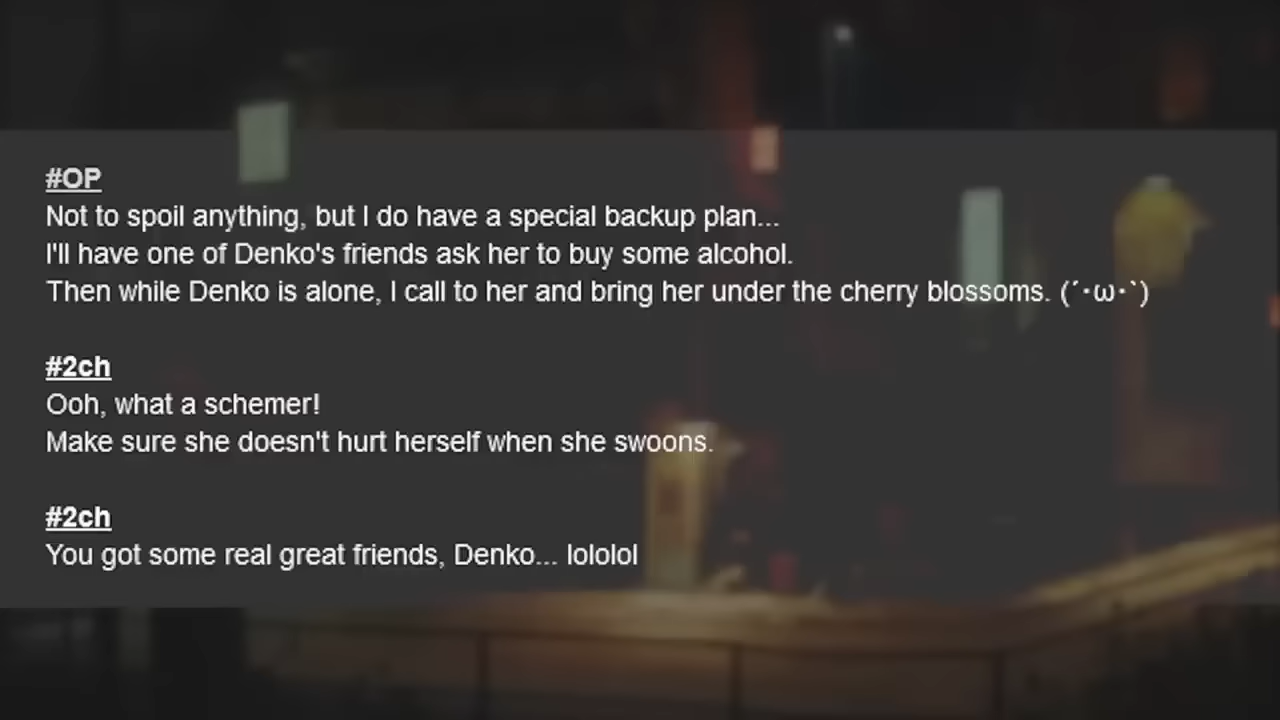 #OP
Not to spoil anything, but I do have a special backup plan...
I'll have one of Denko's friends ask her to buy some alcohol.
Then while Denko is alone, I call to her and bring her under the cherry blossoms. (´･ω･`)
#2ch
Ooh, what a schemer!
Make sure she doesn't hurt herself when she swoons.
#2ch
You got some real great friends, Denko... lololol